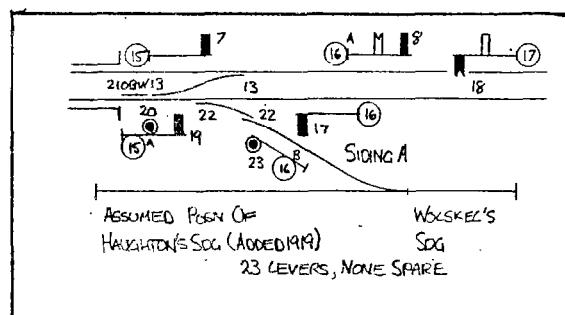 7 A M 8
15 16 17
210GW13 13 18
20 22 22 17 16
15 A 19 23 16 B SIDING A
ASSUMED POSN OF WOLSKEL'S
HAUGHTON'S SDG (ADDED 1919) SDG
23 LEVERS, NONE SPARE